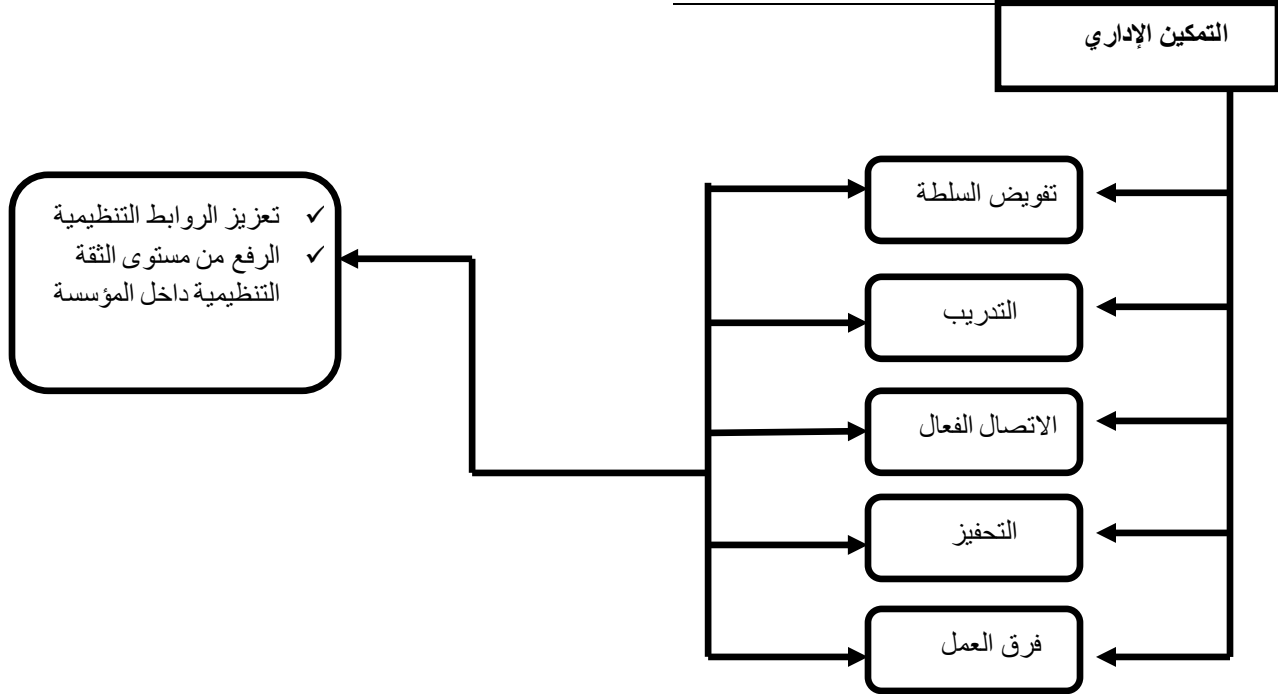 التمكين الإداري
تفويض السلطة
التدريب
الاتصال الفعال
التحفيز
فرق العمل
✓ تعزيز الروابط التنظيمية
✓ الرفع من مستوى الثقة
التنظيمية داخل المؤسسة